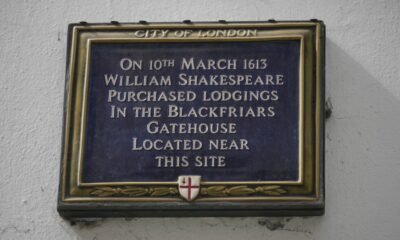 CITY OF LONDON
ON 10TH MARCH 1613
WILLIAM SHAKESPEARE
PURCHASED LODGINGS
IN THE BLACKFRIARS
GATEHOUSE
LOCATED NEAR
THIS SITE